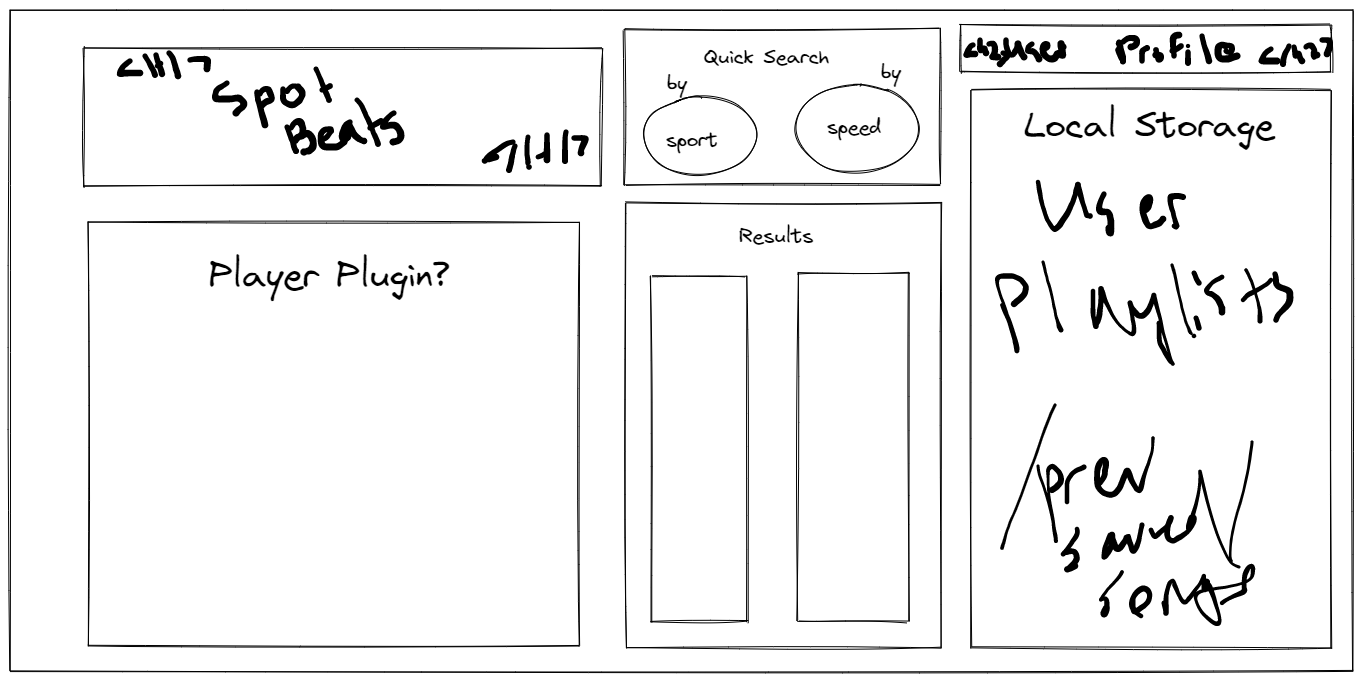 <H1>
Spot
Beats
</H1>
Quick Search
by
sport
by
speed
<h2>User Profile </h2>
Player Plugin?
Results
Local Storage
User
Playlists
/prev
saved
songs